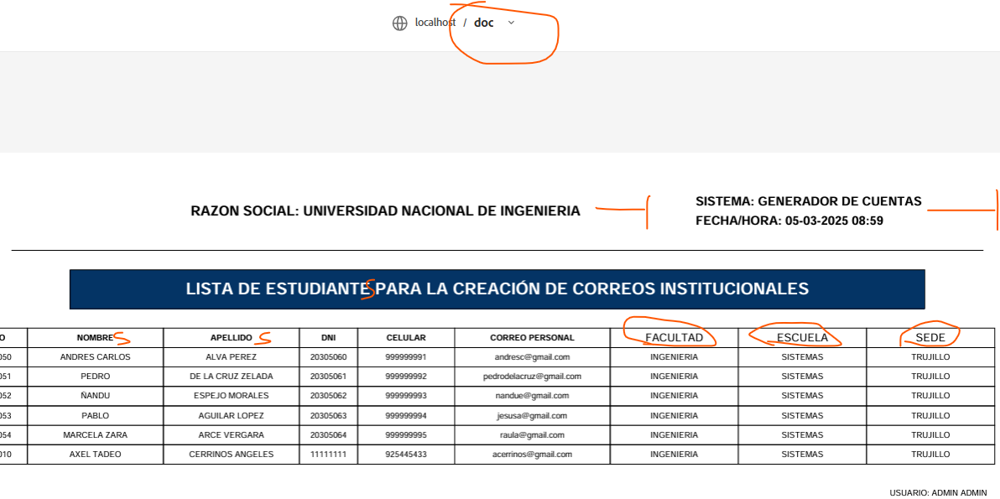 localhost / doc
RAZON SOCIAL: UNIVERSIDAD NACIONAL DE INGENIERIA
SISTEMA: GENERADOR DE CUENTAS
FECHA/HORA: 05-03-2025 08:59
LISTA DE ESTUDIANTES PARA LA CREACIÓN DE CORREOS INSTITUCIONALES
O NOMBRES APELLIDO S DNI CELULAR CORREO PERSONAL FACULTAD ESCUELA SEDE
050 ANDRES CARLOS ALVA PEREZ 20305060 999999991 andresc@gmail.com INGENIERIA SISTEMAS TRUJILLO
051 PEDRO DE LA CRUZ ZELADA 20305061 999999992 pedrodelacruz@gmail.com INGENIERIA SISTEMAS TRUJILLO
052 ÑANDU ESPEJO MORALES 20305062 999999993 nandue@gmail.com INGENIERIA SISTEMAS TRUJILLO
053 PABLO AGUILAR LOPEZ 20305063 999999994 jesusa@gmail.com INGENIERIA SISTEMAS TRUJILLO
054 MARCELA ZARA ARCE VERGARA 20305064 999999995 raula@gmail.com INGENIERIA SISTEMAS TRUJILLO
010 AXEL TADEO CERRINOS ANGELES 11111111 925445433 acerrinos@gmail.com INGENIERIA SISTEMAS TRUJILLO
USUARIO: ADMIN ADMIN